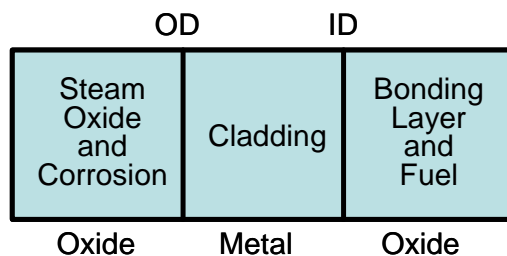 OD ID
Steam
Oxide
and
Corrosion
Cladding
Bonding
Layer
and
Fuel
Oxide Metal Oxide